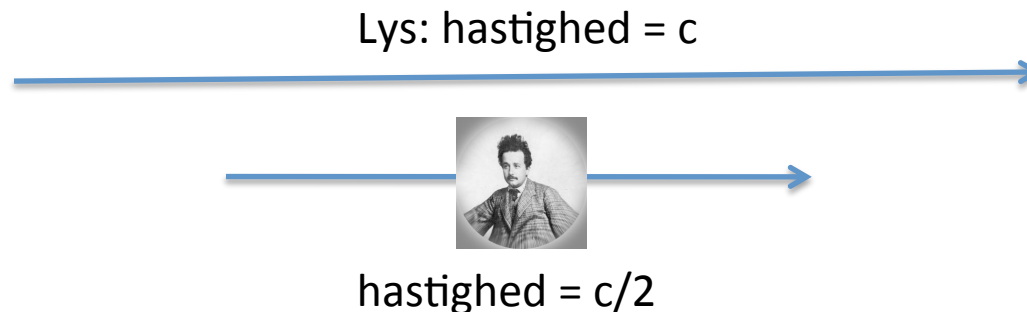 Lys: hastighed = c
hastighed = c/2